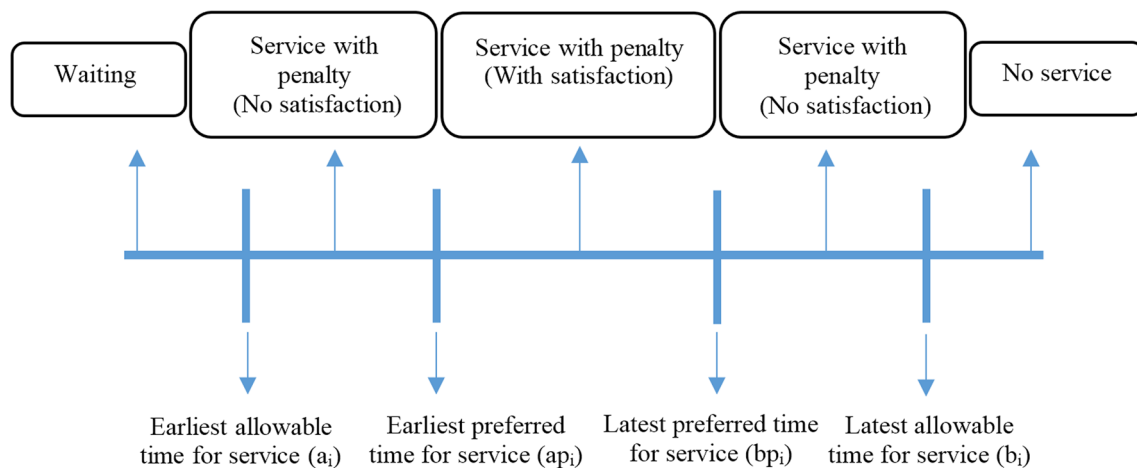 Waiting
Service with
penalty
(No satisfaction)
Service with penalty
(With satisfaction)
Service with
penalty
(No satisfaction)
No service
Earliest allowable
time for service (aᵢ)
Earliest preferred
time for service (apᵢ)
Latest preferred time
for service (bpᵢ)
Latest allowable
time for service (bᵢ)